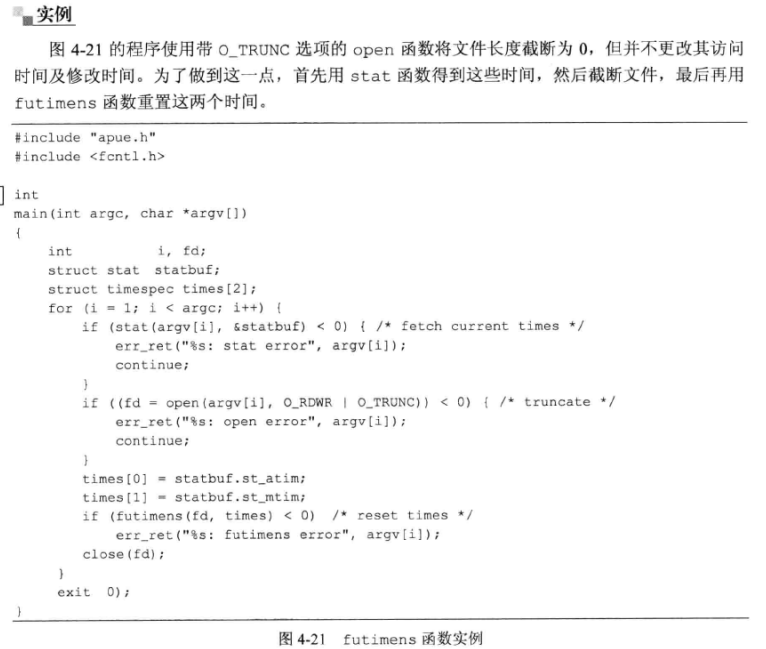 实例
图 4-21 的程序使用带 O_TRUNC 选项的 open 函数将文件长度截断为 0，但并不更改其访问
时间及修改时间。为了做到这一点，首先用 stat 函数得到这些时间，然后截断文件，最后再用
futimens 函数重置这两个时间。
#include "apue.h"
#include <fcntl.h>
int
main(int argc, char *argv[])
{
    int         i, fd;
    struct stat  statbuf;
    struct timespec times[2];
    for (i = 1; i < argc; i++) {
        if (stat(argv[i], &statbuf) < 0) { /* fetch current times */
            err_ret("%s: stat error", argv[i]);
            continue;
        }
        if ((fd = open(argv[i], O_RDWR | O_TRUNC)) < 0) { /* truncate */
            err_ret("%s: open error", argv[i]);
            continue;
        }
        times[0] = statbuf.st_atim;
        times[1] = statbuf.st_mtim;
        if (futimens(fd, times) < 0)  /* reset times */
            err_ret("%s: futimens error", argv[i]);
        close(fd);
    }
    exit  0);
}
图 4-21   futimens 函数实例